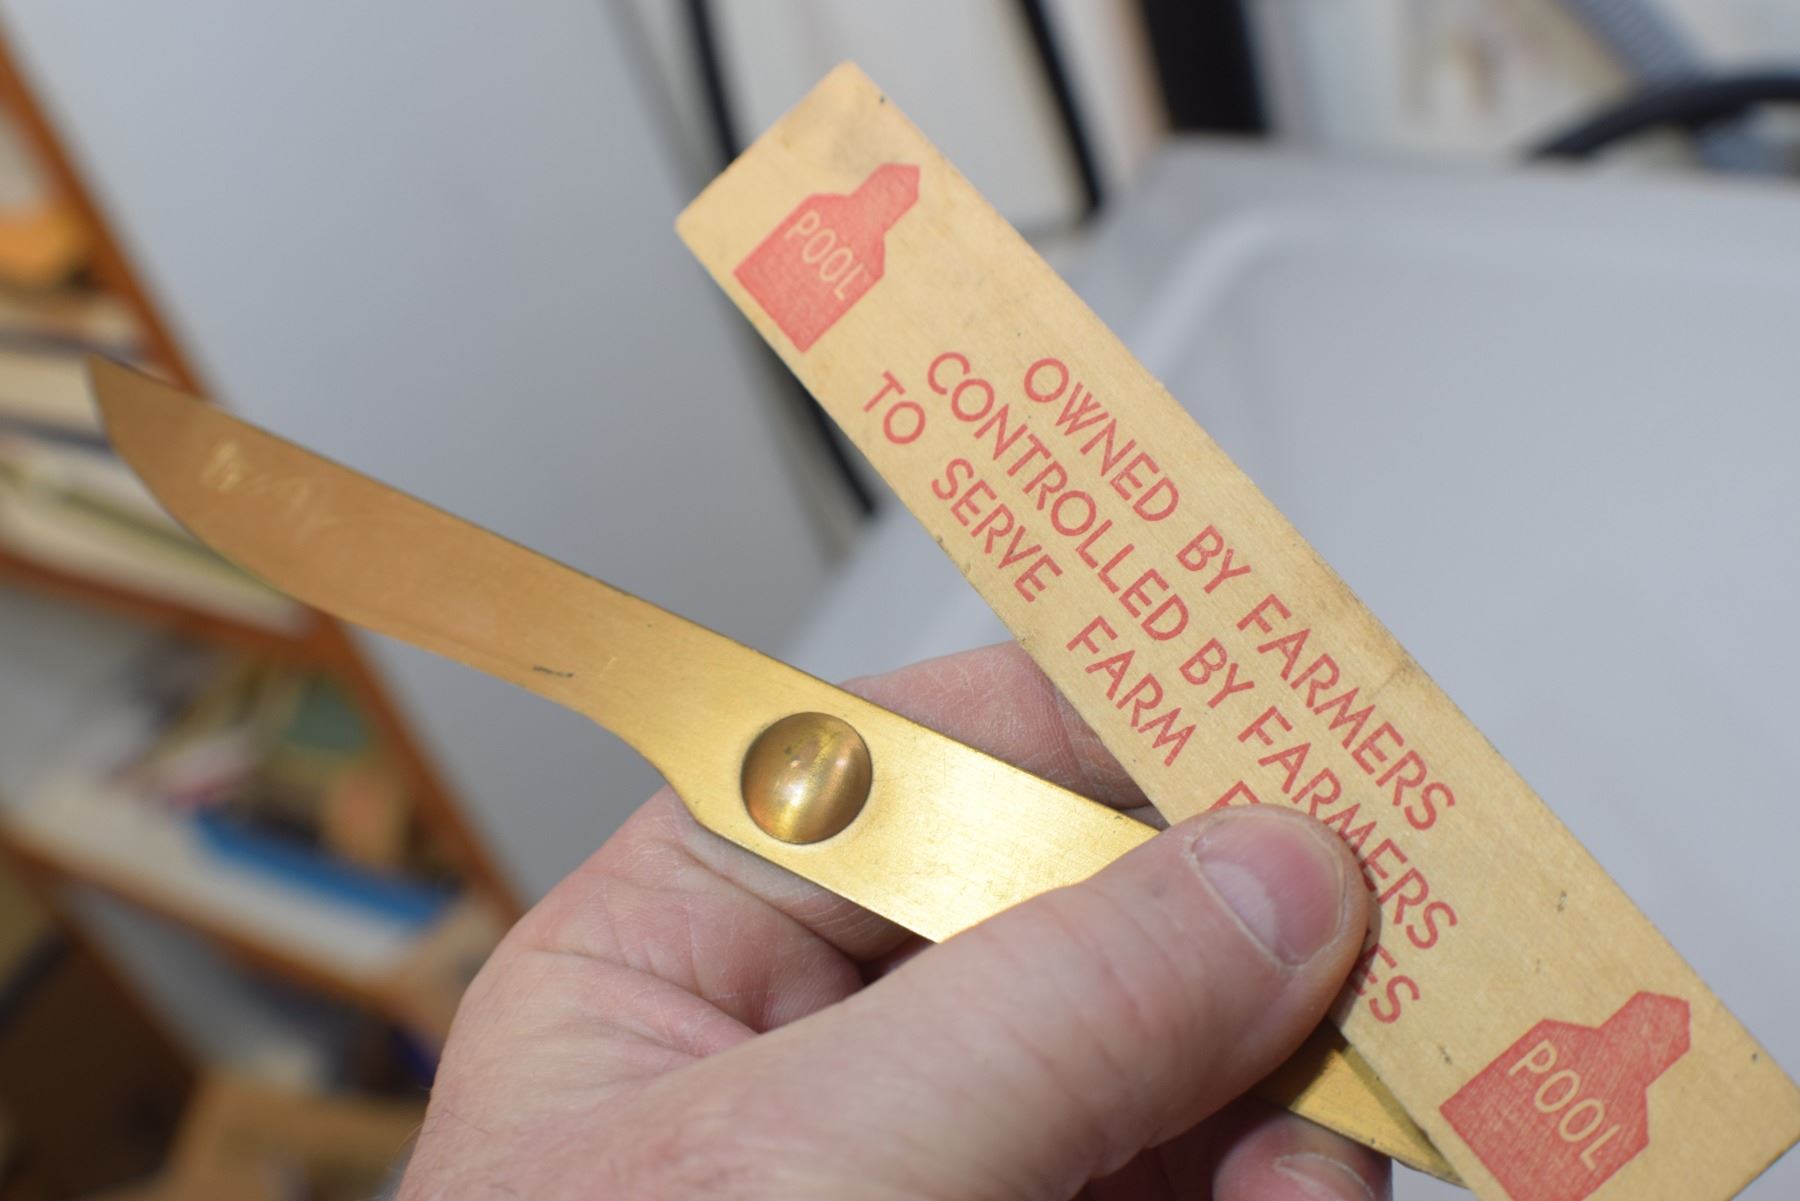 POOL
OWNED BY FARMERS
CONTROLLED BY FARMERS
TO SERVE FARM
POOL